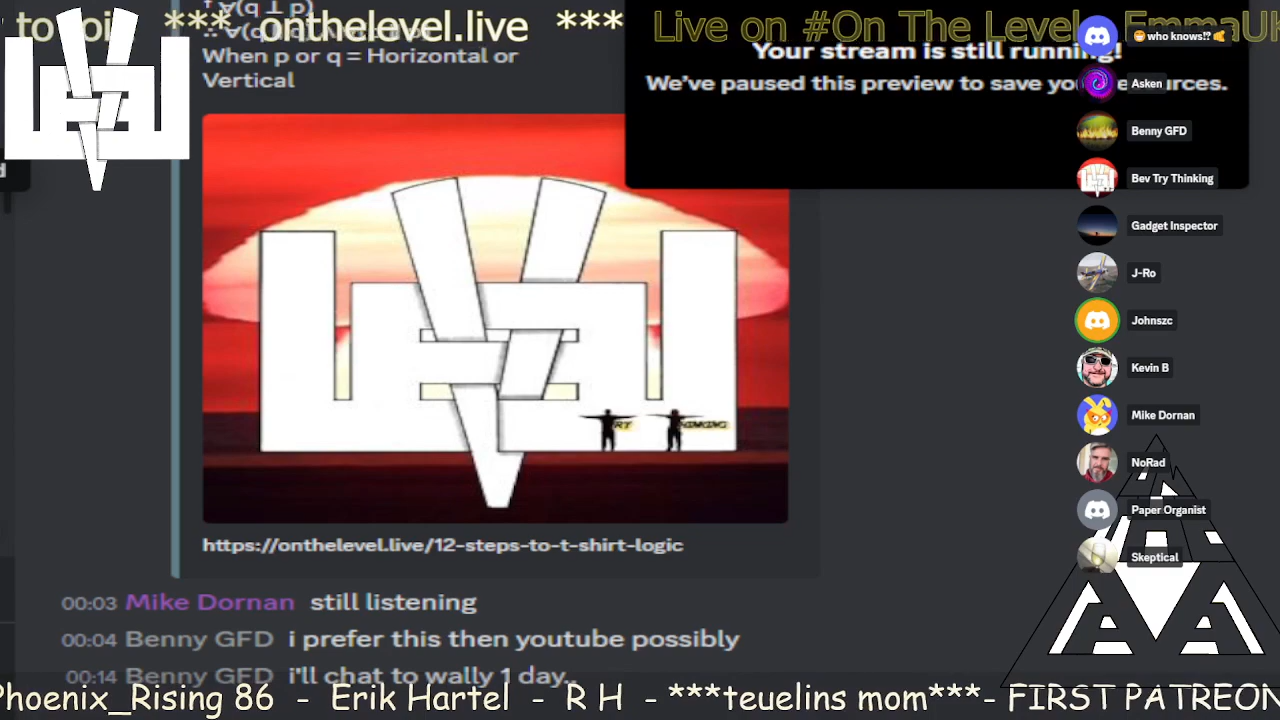 to joi *** onthelevel.live ***
Live on #On The Level EmmaU
When p or q = Horizontal or
Vertical
Your stream is still running!
We've paused this preview to save
who knows!?
Asken
Benny GFD
Bev Try Thinking
Gadget Inspector
J-Ro
Johnszc
Kevin B
Mike Dornan
NoRad
Paper Organist
Skeptical
https://onthelevel.live/12-steps-to-t-shirt-logic
00:03 Mike Dornan still listening
00:04 Benny GFD i prefer this then youtube possibly
00:14 Benny GFD i'll chat to wally 1 day..
Phoenix_Rising 86 - Erik Hartel - R H - ***teuelins mom***- FIRST PATREON